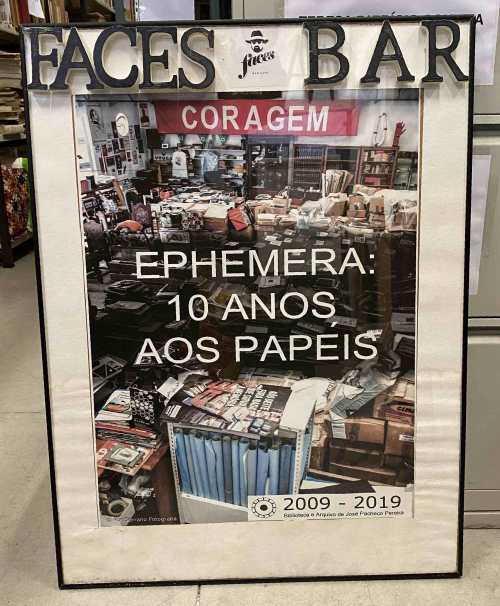 FACES BAR
faces
CORAGEM
EPHEMERA:
10 ANOS
AOS PAPÉIS
2009 - 2019
Biblioteca e Arquivo de José Pacheco Pereira